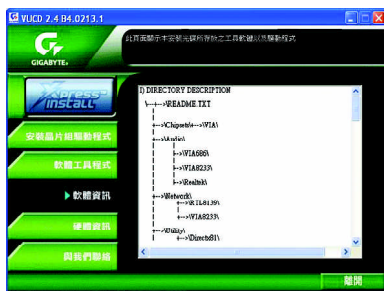 VUCD 2.4 B4.0213.1
GIGABYTE
此頁面顯示本安裝光碟所存放之工具軟體以及驅動程式
Xpress
install
安裝晶片組驅動程式
軟體工具程式
軟體資訊
硬體資訊
與我們聯絡
I) DIRECTORY DESCRIPTION
\--+-->README.TXT
+-->Chipsets+-->VIA\
+-->Audio\
+-->VIA686\
+-->VIA8233\
+-->Realtek\
+-->Network\
+-->RTL8139\
+-->VIA8233\
+-->Utility\
+-->Directx81\
離開